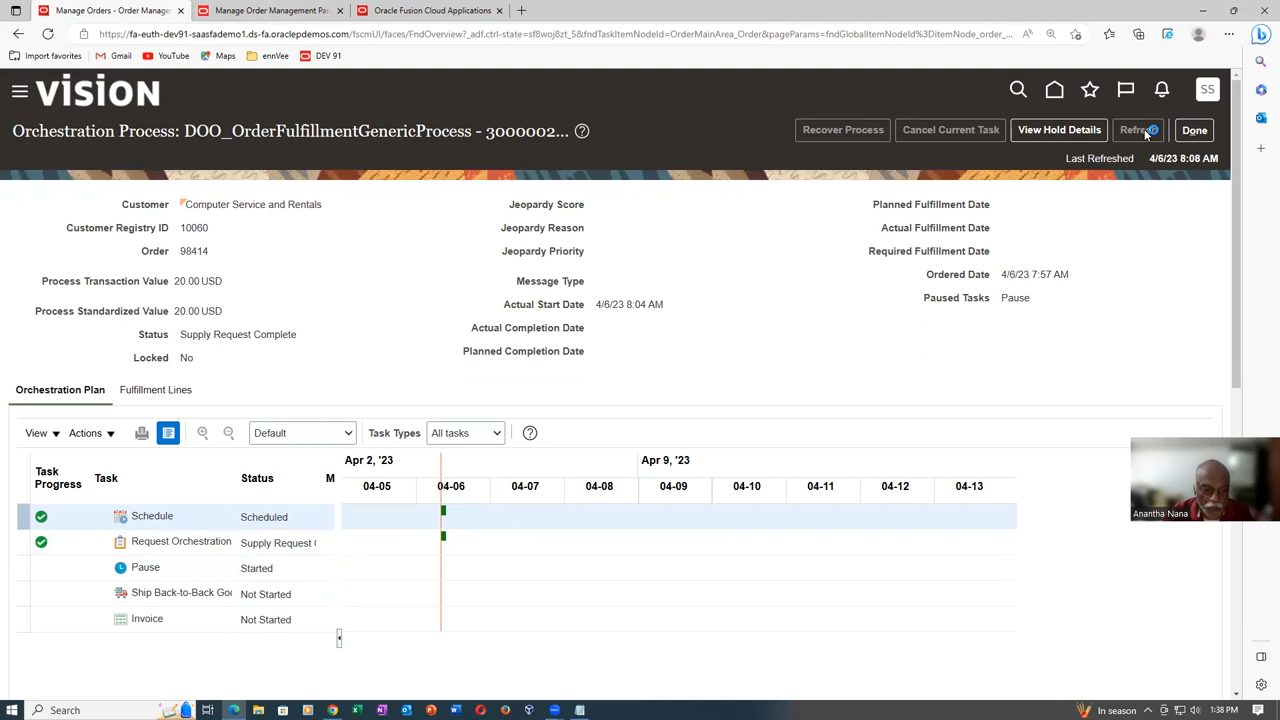 Manage Orders - Order Manage
Manage Order Management Par
Oracle Fusion Cloud Applications
https://fa-euth-dev91-saasfademo1.ds-fa.oraclepdemos.com/fscmUI/faces/FndOverview?_adf.ctrl-state=sf8woj8zt_5&fndTaskItemNodeId=OrderMainArea_Order&pageParams=fndGlobalItemNodeId%3DitemNode_order_...
Import favorites
Gmail
YouTube
Maps
ennVee
DEV 91
VISION
SS
Orchestration Process: DOO_OrderFulfillmentGenericProcess - 3000002...
Recover Process
Cancel Current Task
View Hold Details
Refre
Done
Last Refreshed 4/6/23 8:08 AM
Customer Computer Service and Rentals
Customer Registry ID 10060
Order 98414
Process Transaction Value 20.00 USD
Process Standardized Value 20.00 USD
Status Supply Request Complete
Locked No
Jeopardy Score
Jeopardy Reason
Jeopardy Priority
Message Type
Actual Start Date 4/6/23 8:04 AM
Actual Completion Date
Planned Completion Date
Planned Fulfillment Date
Actual Fulfillment Date
Required Fulfillment Date
Ordered Date 4/6/23 7:57 AM
Paused Tasks Pause
Orchestration Plan
Fulfillment Lines
View
Actions
Default
Task Types All tasks
Task Progress
Task
Status
M
Apr 2, '23
Apr 9, '23
04-05 04-06 04-07 04-08 04-09 04-10 04-11 04-12 04-13
Schedule Scheduled
Request Orchestration Supply Request (
Pause Started
Ship Back-to-Back Goo Not Started
Invoice Not Started
Anantha Nana
Search
In season
1:38 PM